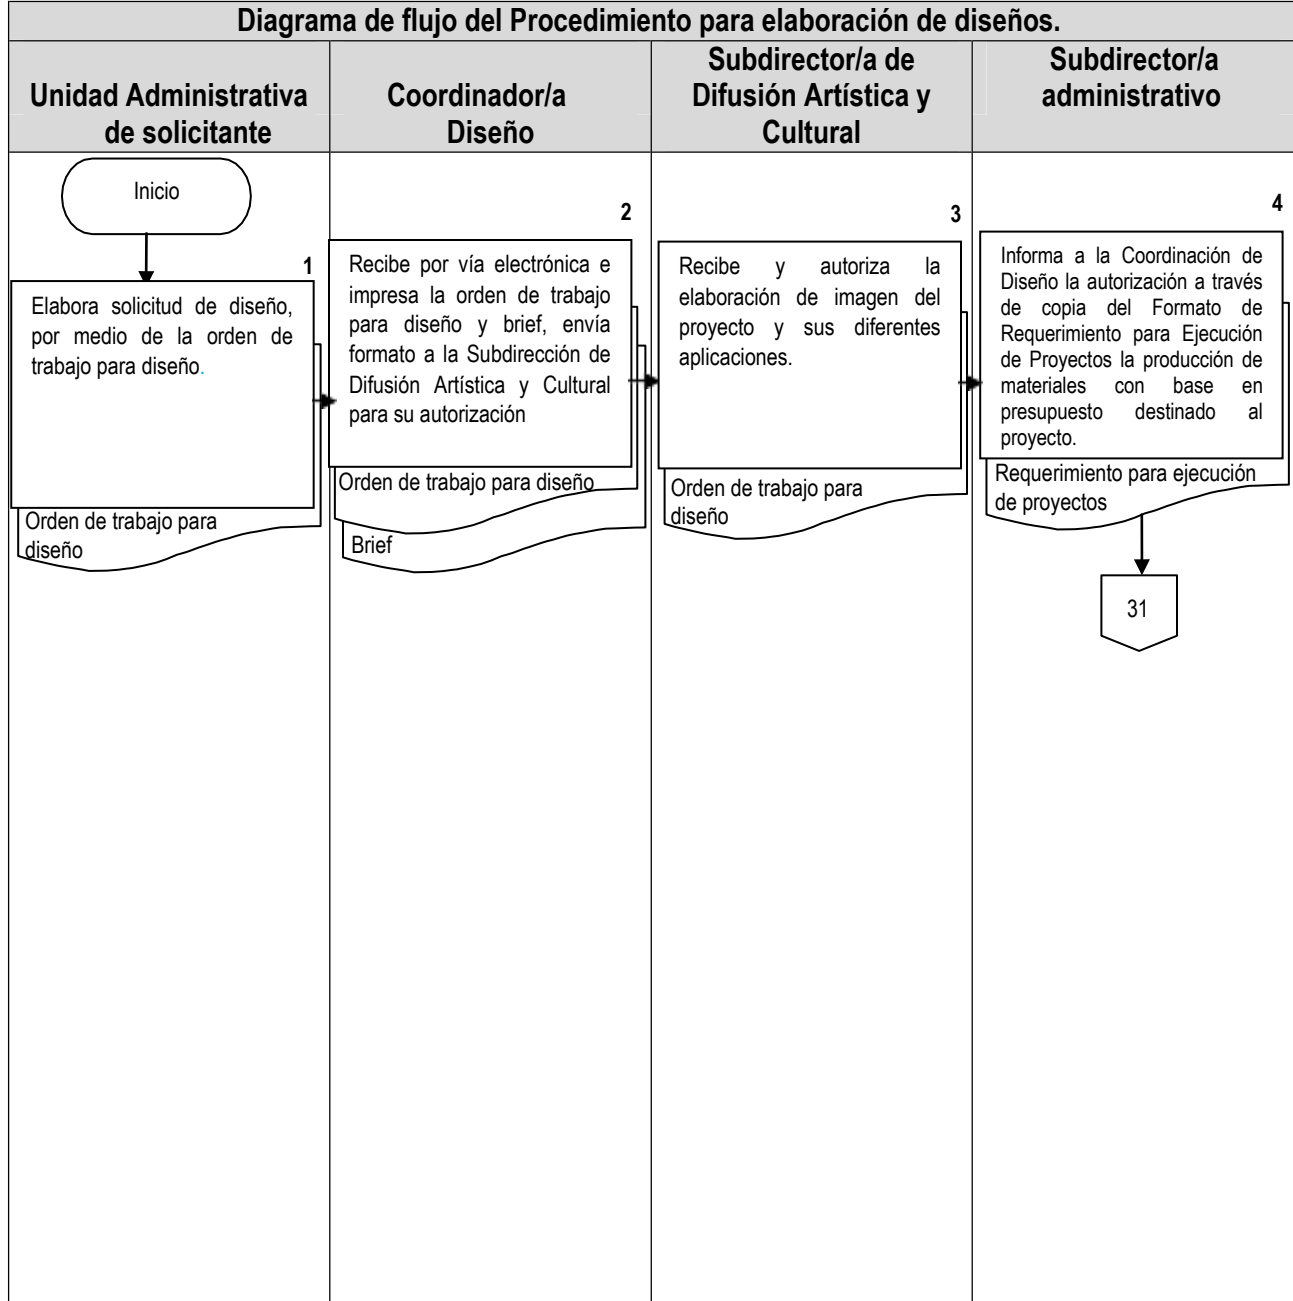 Diagrama de flujo del Procedimiento para elaboración de diseños.
Unidad Administrativa
de solicitante
Coordinador/a
Diseño
Subdirector/a de
Difusión Artística y
Cultural
Subdirector/a
administrativo
Inicio
1
Elabora solicitud de diseño,
por medio de la orden de
trabajo para diseño.
Orden de trabajo para
diseño
2
Recibe por vía electrónica e
impresa la orden de trabajo
para diseño y brief, envía
formato a la Subdirección de
Difusión Artística y Cultural
para su autorización
Orden de trabajo para diseño
Brief
3
Recibe y autoriza la
elaboración de imagen del
proyecto y sus diferentes
aplicaciones.
Orden de trabajo para
diseño
4
Informa a la Coordinación de
Diseño la autorización a través
de copia del Formato de
Requerimiento para Ejecución
de Proyectos la producción de
materiales con base en
presupuesto destinado al
proyecto.
Requerimiento para ejecución
de proyectos
31